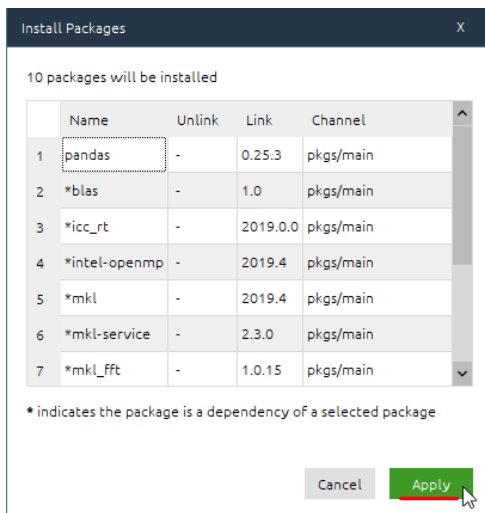 Install Packages X
10 packages will be installed
Name Unlink Link Channel
1 pandas - 0.25.3 pkgs/main
2 *blas - 1.0 pkgs/main
3 *icc_rt - 2019.0.0 pkgs/main
4 *intel-openmp - 2019.4 pkgs/main
5 *mkl - 2019.4 pkgs/main
6 *mkl-service - 2.3.0 pkgs/main
7 *mkl_fft - 1.0.15 pkgs/main
* indicates the package is a dependency of a selected package
Cancel Apply